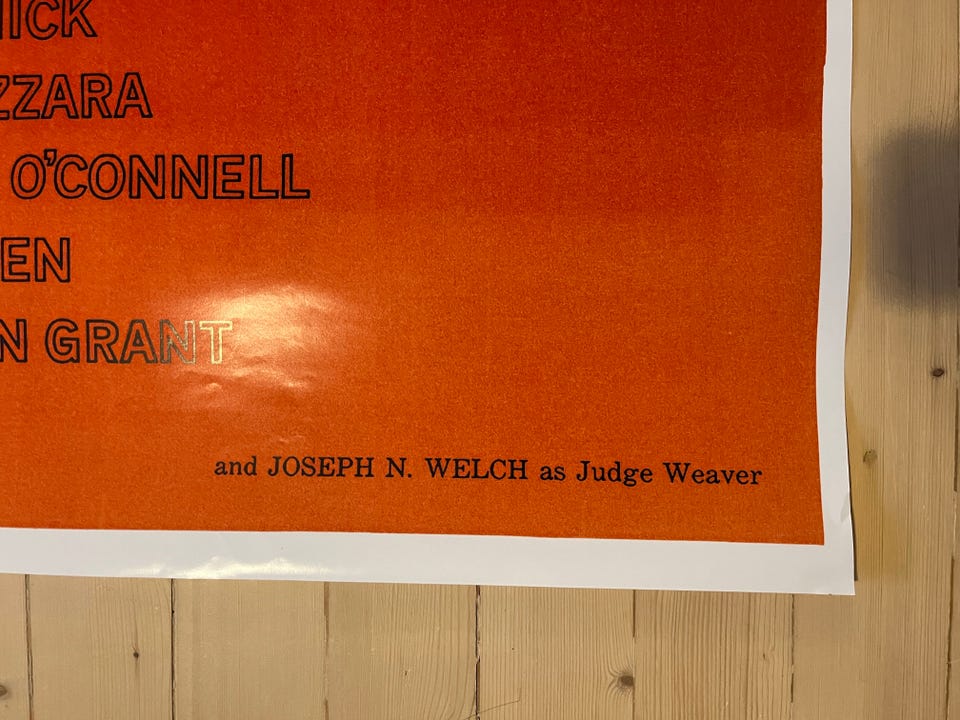 ICK
ZZARA
O'CONNELL
EN
N GRANT
and JOSEPH N. WELCH as Judge Weaver